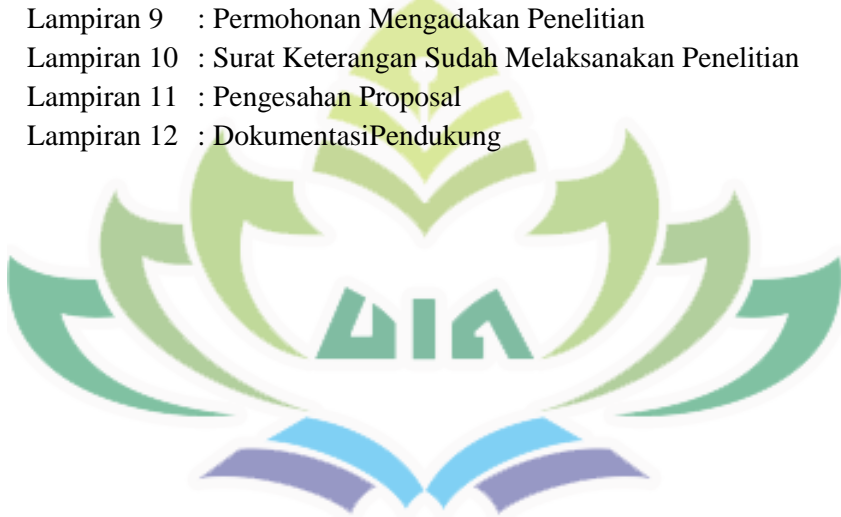 Lampiran 9 : Permohonan Mengadakan Penelitian
Lampiran 10 : Surat Keterangan Sudah Melaksanakan Penelitian
Lampiran 11 : Pengesahan Proposal
Lampiran 12 : DokumentasiPendukung